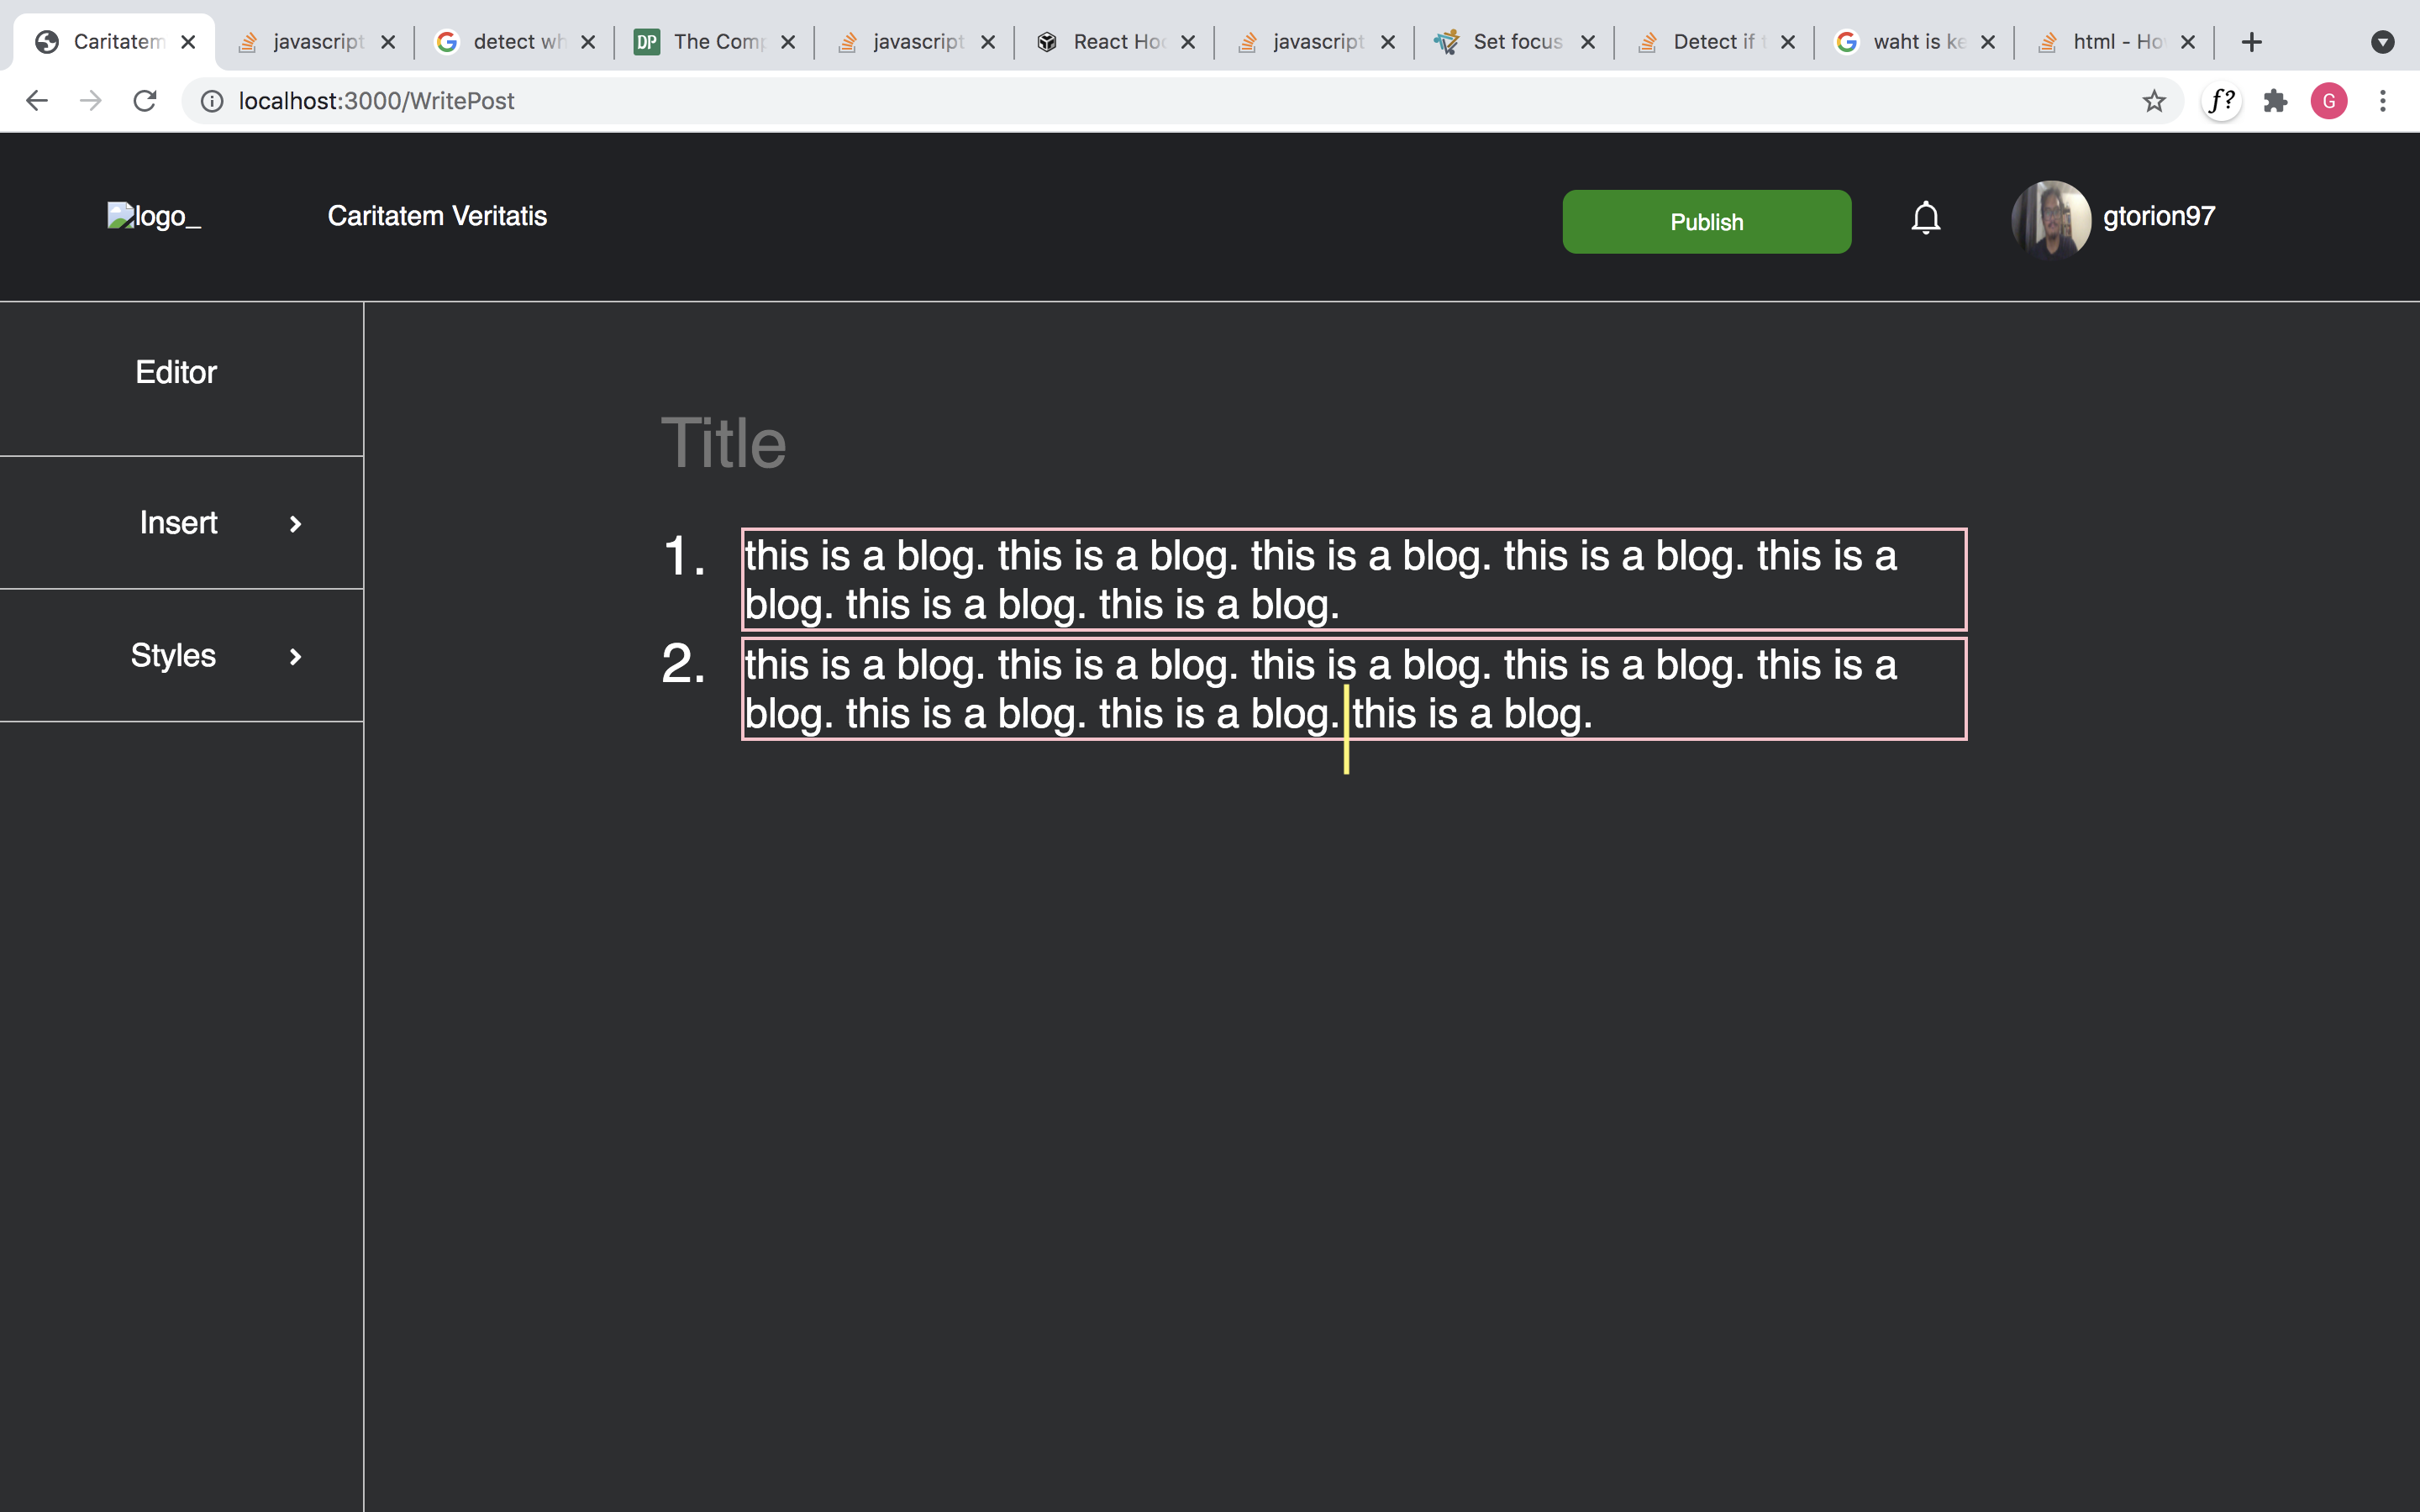 Caritatem
javascript
detect wh
DP The Comp
javascript
React Hoo
javascript
Set focus
Detect if t
waht is ke
html - Ho
localhost:3000/WritePost
f?
G
logo_
Caritatem Veritatis
Publish
gtorion97
Editor
Insert
Styles
Title
1. this is a blog. this is a blog. this is a blog. this is a blog. this is a
blog. this is a blog. this is a blog.
2. this is a blog. this is a blog. this is a blog. this is a blog. this is a
blog. this is a blog. this is a blog. this is a blog.